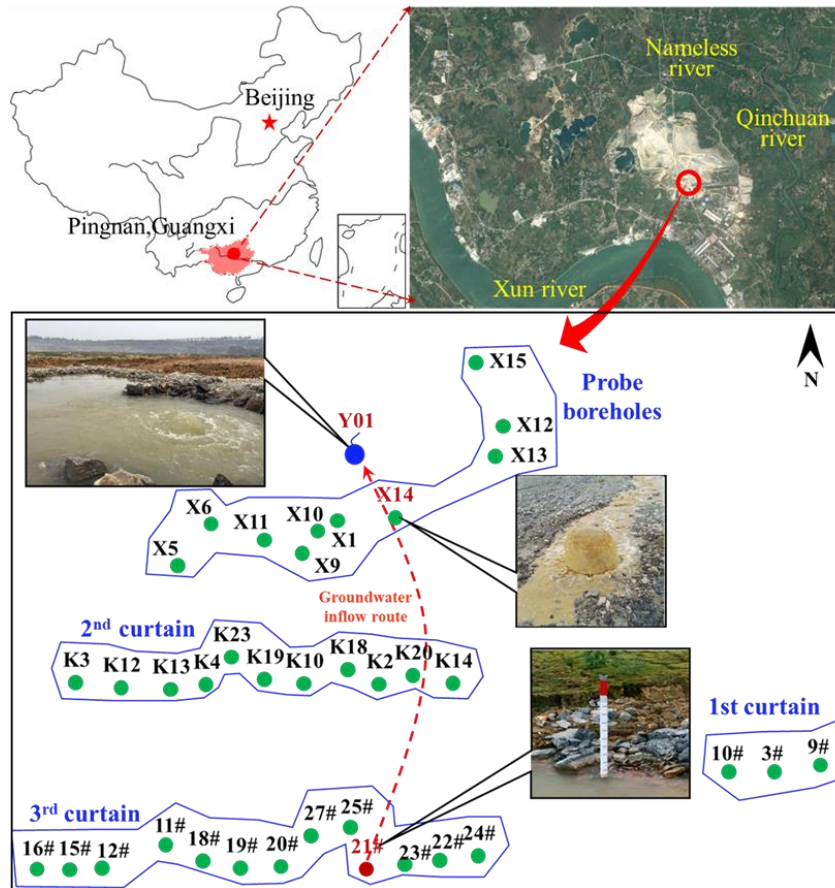 Beijing
Pingnan,Guangxi
Nameless
river
Qinchuan
river
Xun river
N
Probe
boreholes
X15
X12
X13
Y01
X14
X6
X10
X11
X1
X9
X5
Groundwater
inflow route
2nd curtain
K23
K3
K12
K13
K4
K19
K10
K18
K2
K20
K14
1st curtain
10#
3#
9#
3rd curtain
16#
15#
12#
11#
18#
19#
20#
27#
25#
21#
23#
22#
24#